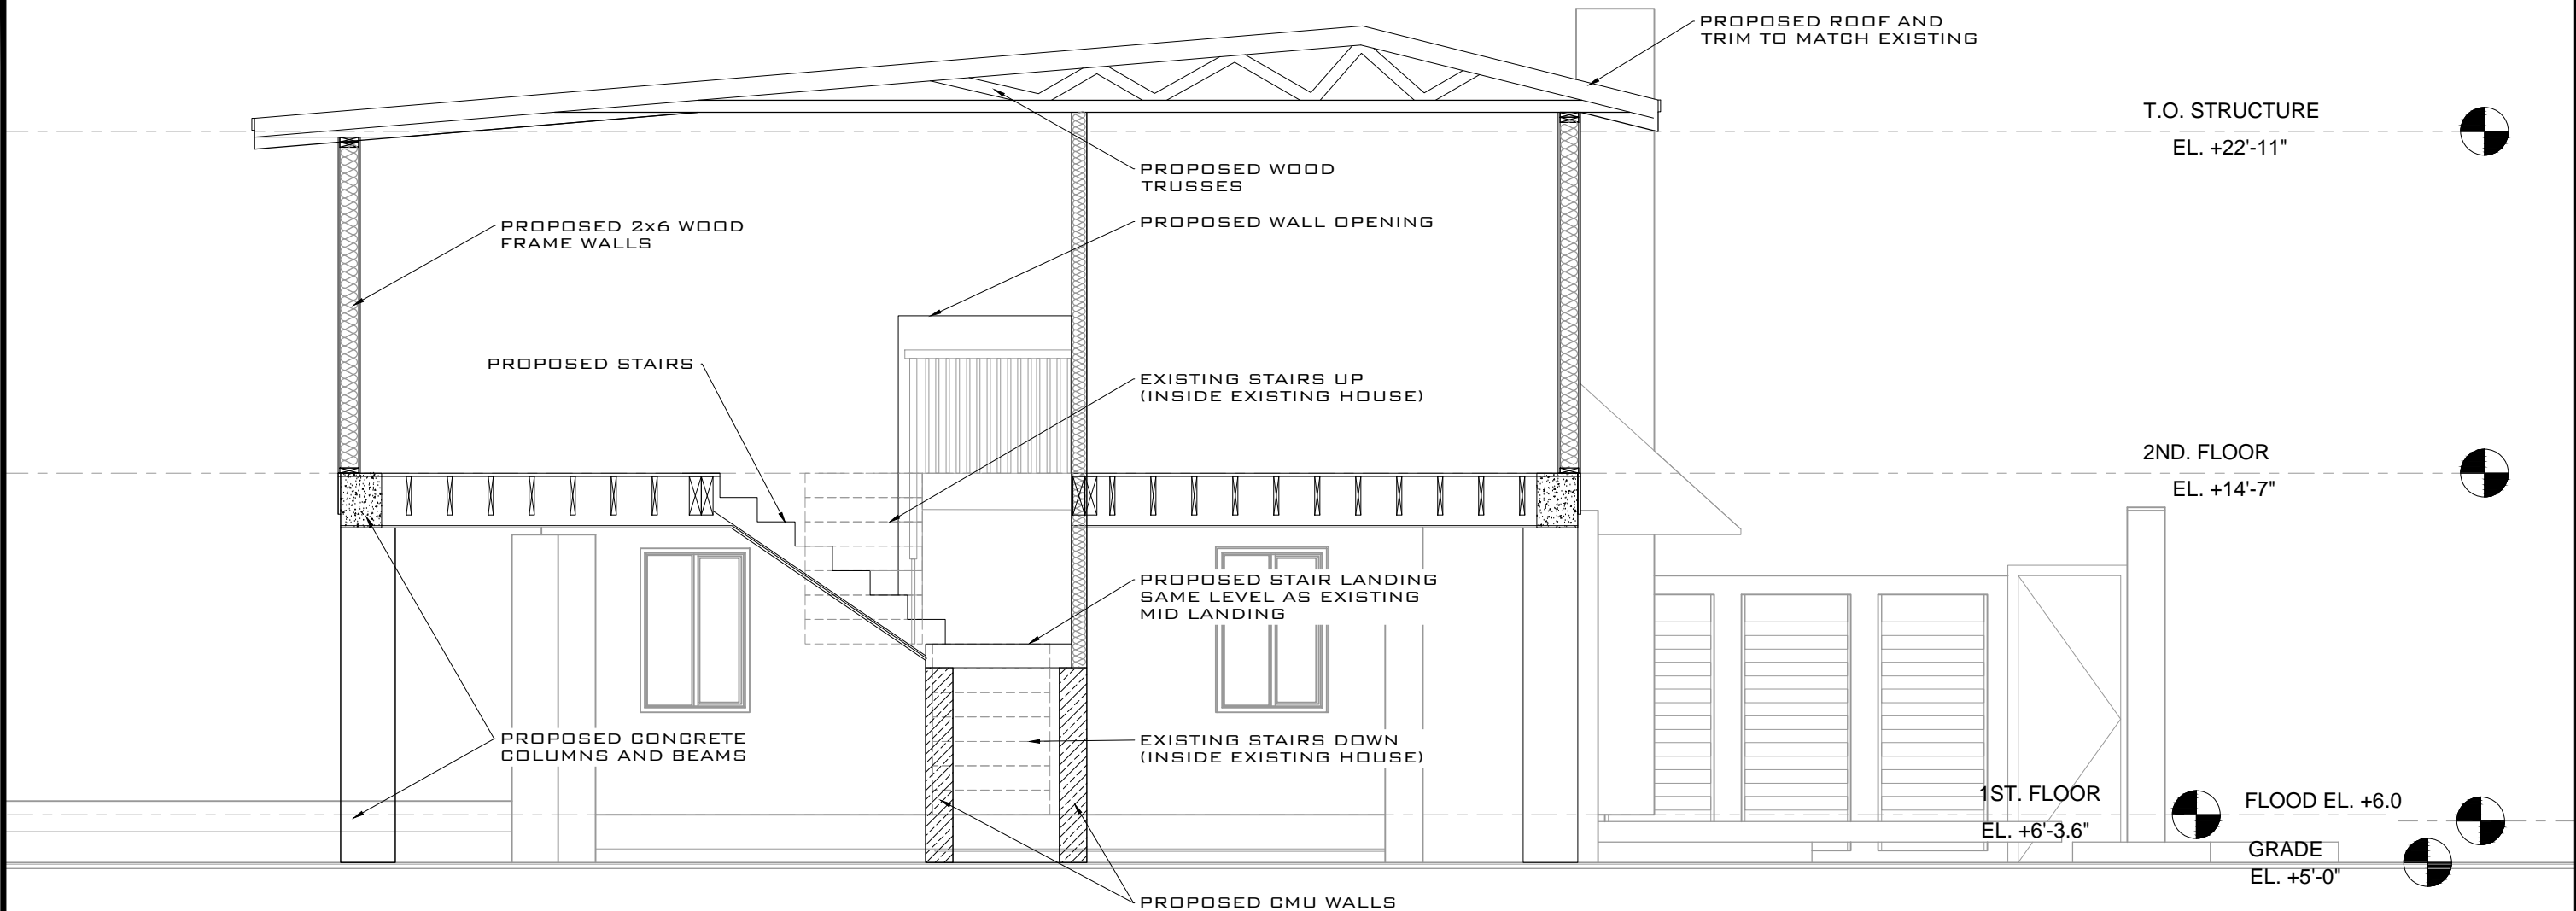 PROPOSED ROOF AND
TRIM TO MATCH EXISTING
T.O. STRUCTURE
EL. +22'-11"
PROPOSED WOOD
TRUSSES
PROPOSED WALL OPENING
PROPOSED 2x6 WOOD
FRAME WALLS
PROPOSED STAIRS
EXISTING STAIRS UP
(INSIDE EXISTING HOUSE)
2ND. FLOOR
EL. +14'-7"
PROPOSED STAIR LANDING
SAME LEVEL AS EXISTING
MID LANDING
PROPOSED CONCRETE
COLUMNS AND BEAMS
EXISTING STAIRS DOWN
(INSIDE EXISTING HOUSE)
1ST. FLOOR
EL. +6'-3.6"
FLOOD EL. +6.0
GRADE
EL. +5'-0"
PROPOSED CMU WALLS